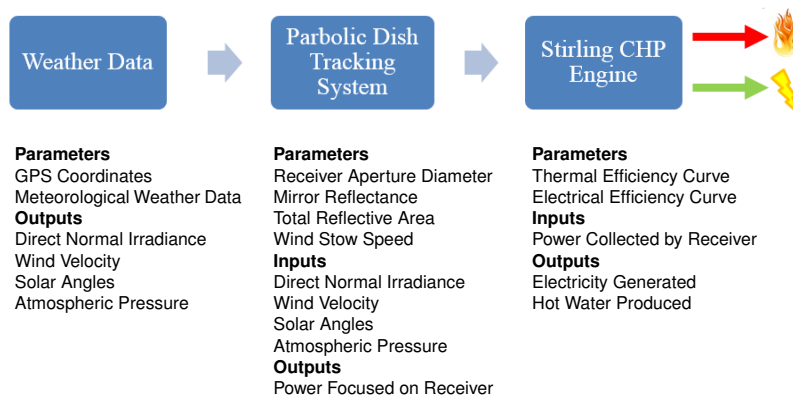 Weather Data
Parbolic Dish
Tracking
System
Stirling CHP
Engine
Parameters
GPS Coordinates
Meteorological Weather Data
Outputs
Direct Normal Irradiance
Wind Velocity
Solar Angles
Atmospheric Pressure
Parameters
Receiver Aperture Diameter
Mirror Reflectance
Total Reflective Area
Wind Stow Speed
Inputs
Direct Normal Irradiance
Wind Velocity
Solar Angles
Atmospheric Pressure
Outputs
Power Focused on Receiver
Parameters
Thermal Efficiency Curve
Electrical Efficiency Curve
Inputs
Power Collected by Receiver
Outputs
Electricity Generated
Hot Water Produced